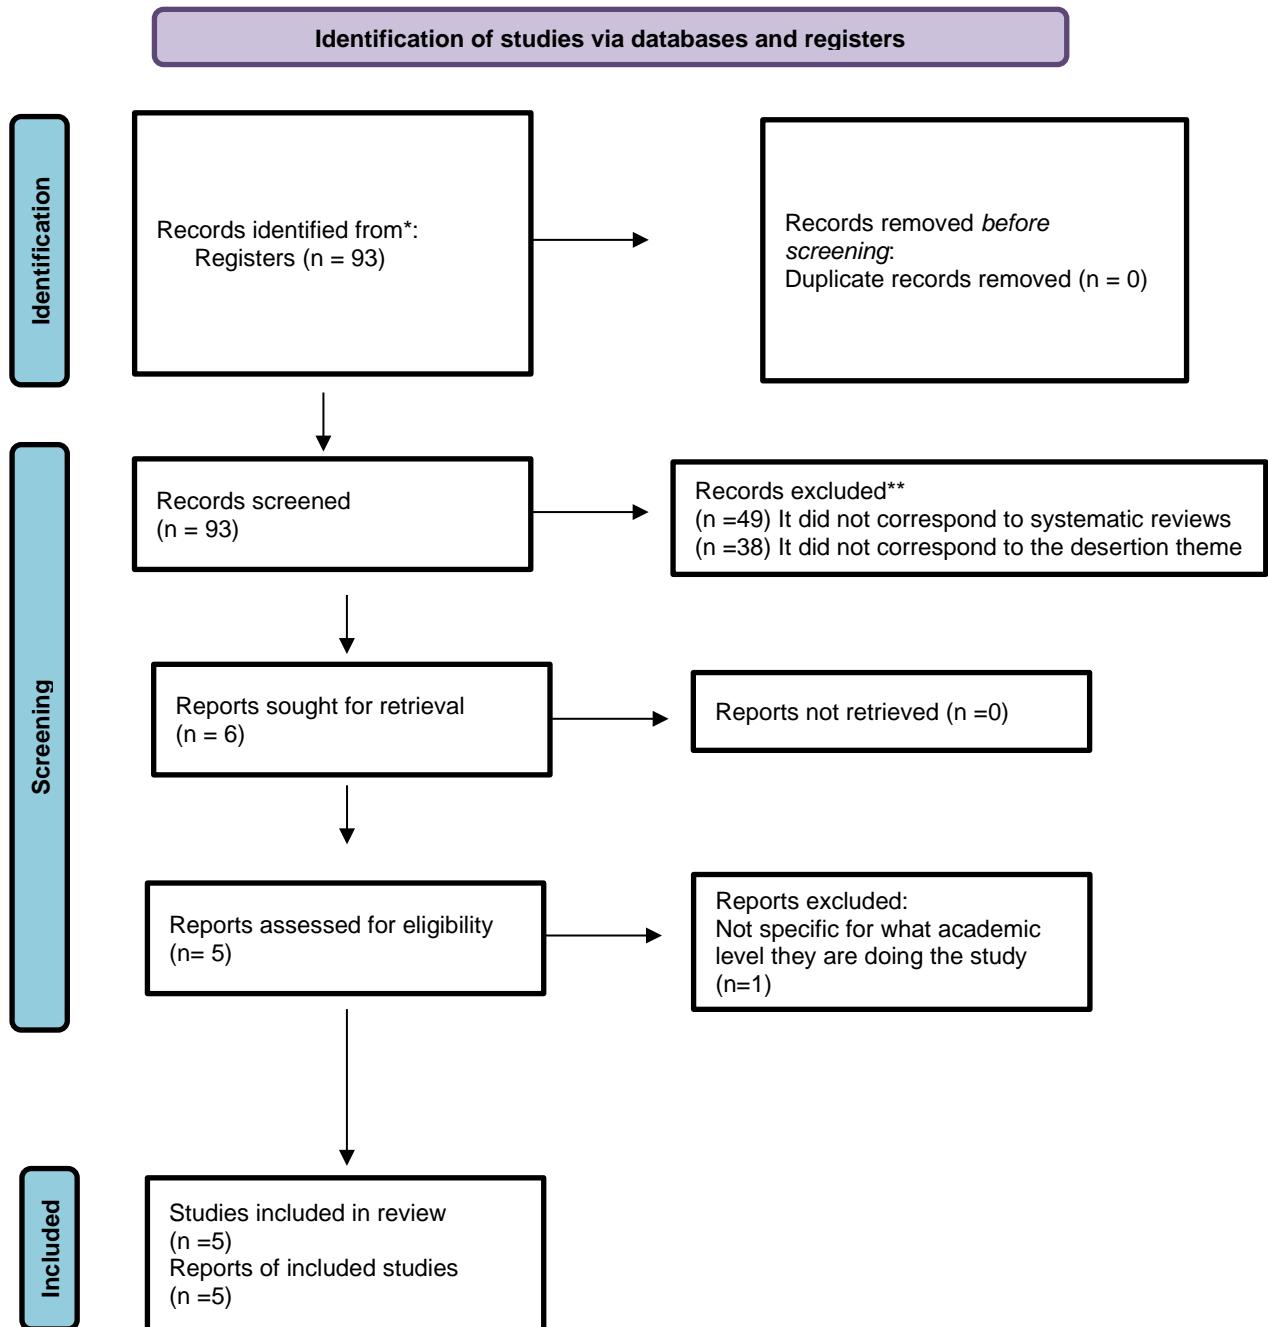 Identification of studies via databases and registers
Identification
Records identified from*:
Registers (n = 93)
Records removed before
screening:
Duplicate records removed (n = 0)
Screening
Records screened
(n = 93)
Records excluded**
(n =49) It did not correspond to systematic reviews
(n =38) It did not correspond to the desertion theme
Reports sought for retrieval
(n = 6)
Reports not retrieved (n =0)
Reports assessed for eligibility
(n= 5)
Reports excluded:
Not specific for what academic
level they are doing the study
(n=1)
Included
Studies included in review
(n =5)
Reports of included studies
(n =5)